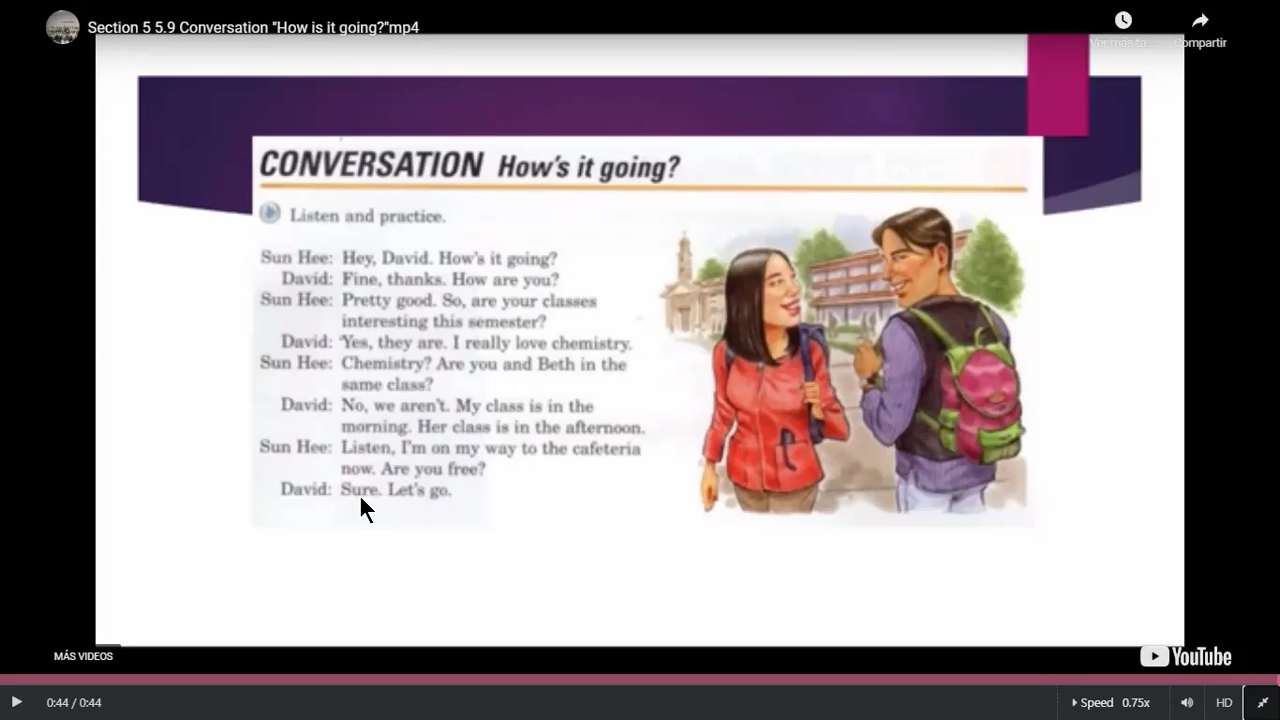 Section 5 5.9 Conversation "How is it going?"mp4
Compartir
CONVERSATION How's it going?
Listen and practice.
Sun Hee: Hey, David. How's it going?
David: Fine, thanks. How are you?
Sun Hee: Pretty good. So, are your classes
interesting this semester?
David: Yes, they are. I really love chemistry.
Sun Hee: Chemistry? Are you and Beth in the
same class?
David: No, we aren't. My class is in the
morning. Her class is in the afternoon.
Sun Hee: Listen, I'm on my way to the cafeteria
now. Are you free?
David: Sure. Let's go.
MÁS VIDEOS
YouTube
0:44 / 0:44
Speed 0.75x
HD